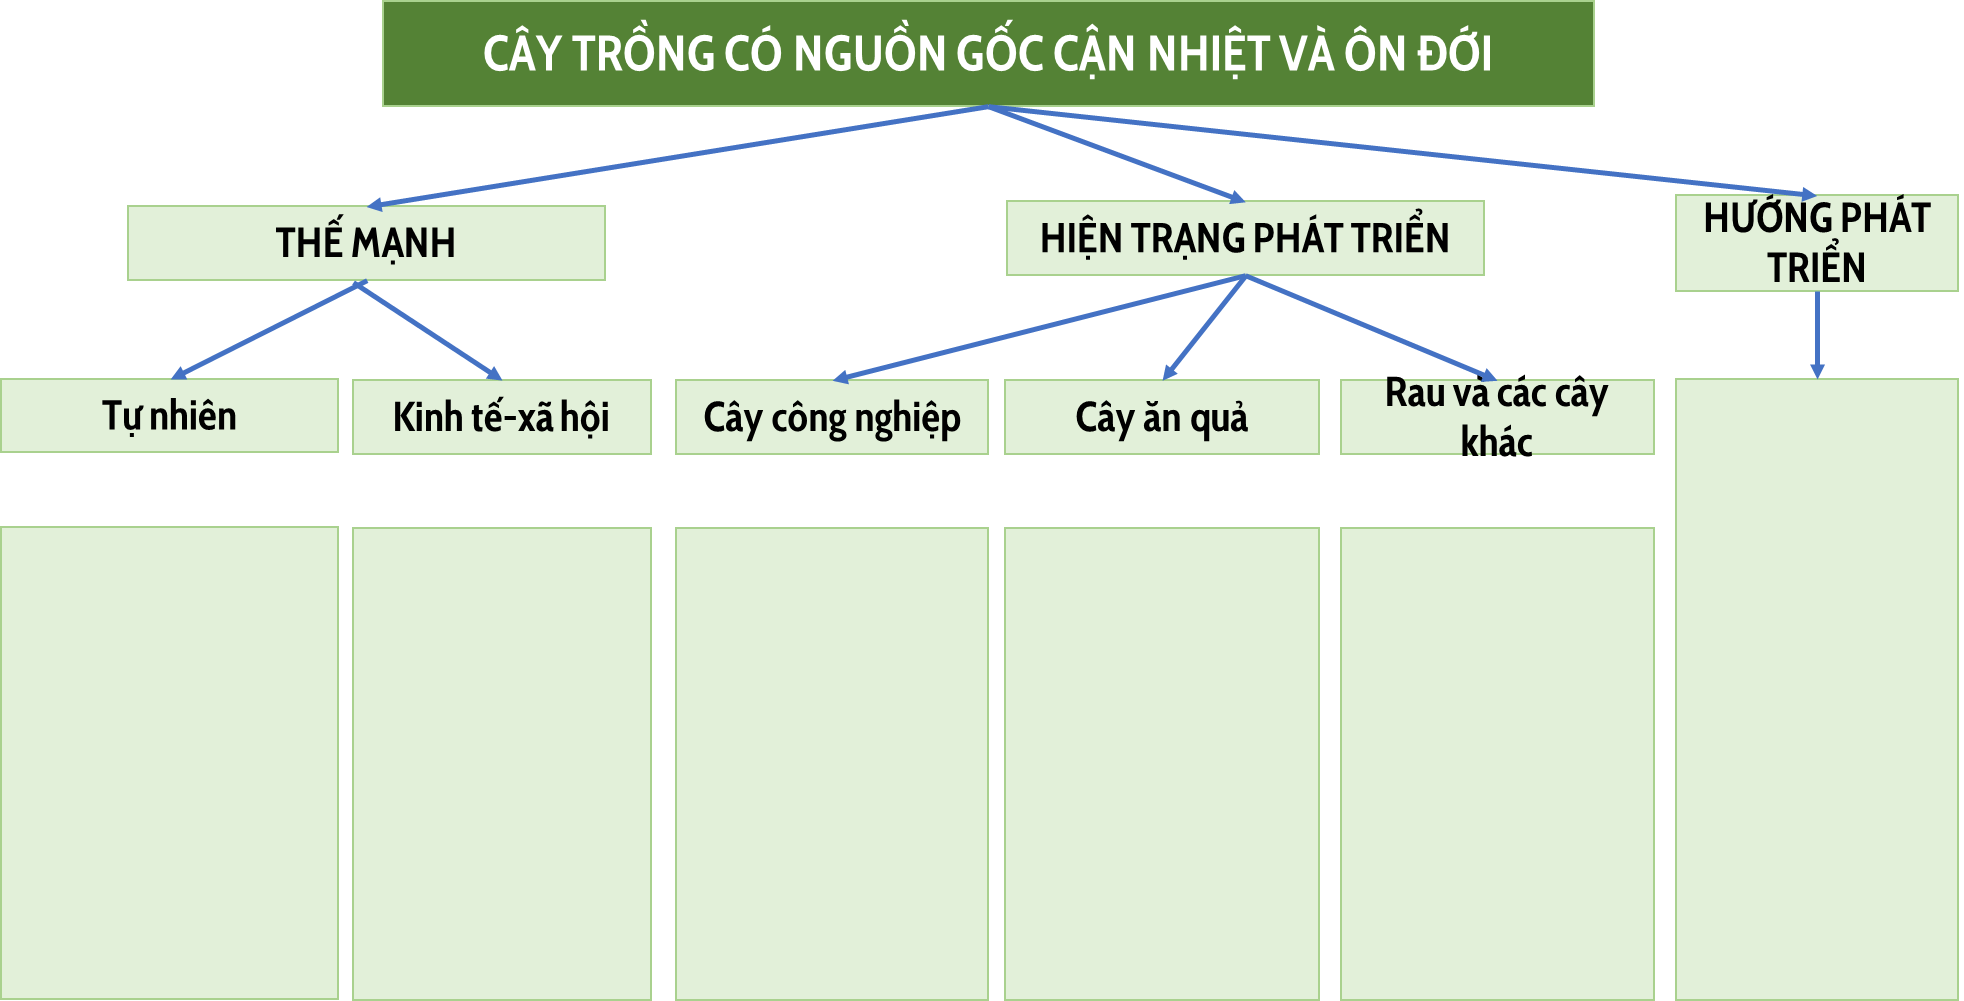 CÂY TRỒNG CÓ NGUỒN GỐC CẬN NHIỆT VÀ ÔN ĐỚI
THẾ MẠNH
HIỆN TRẠNG PHÁT TRIỂN
HƯỚNG PHÁT
TRIỂN
Tự nhiên
Kinh tế-xã hội
Cây công nghiệp
Cây ăn quả
Rau và các cây
khác